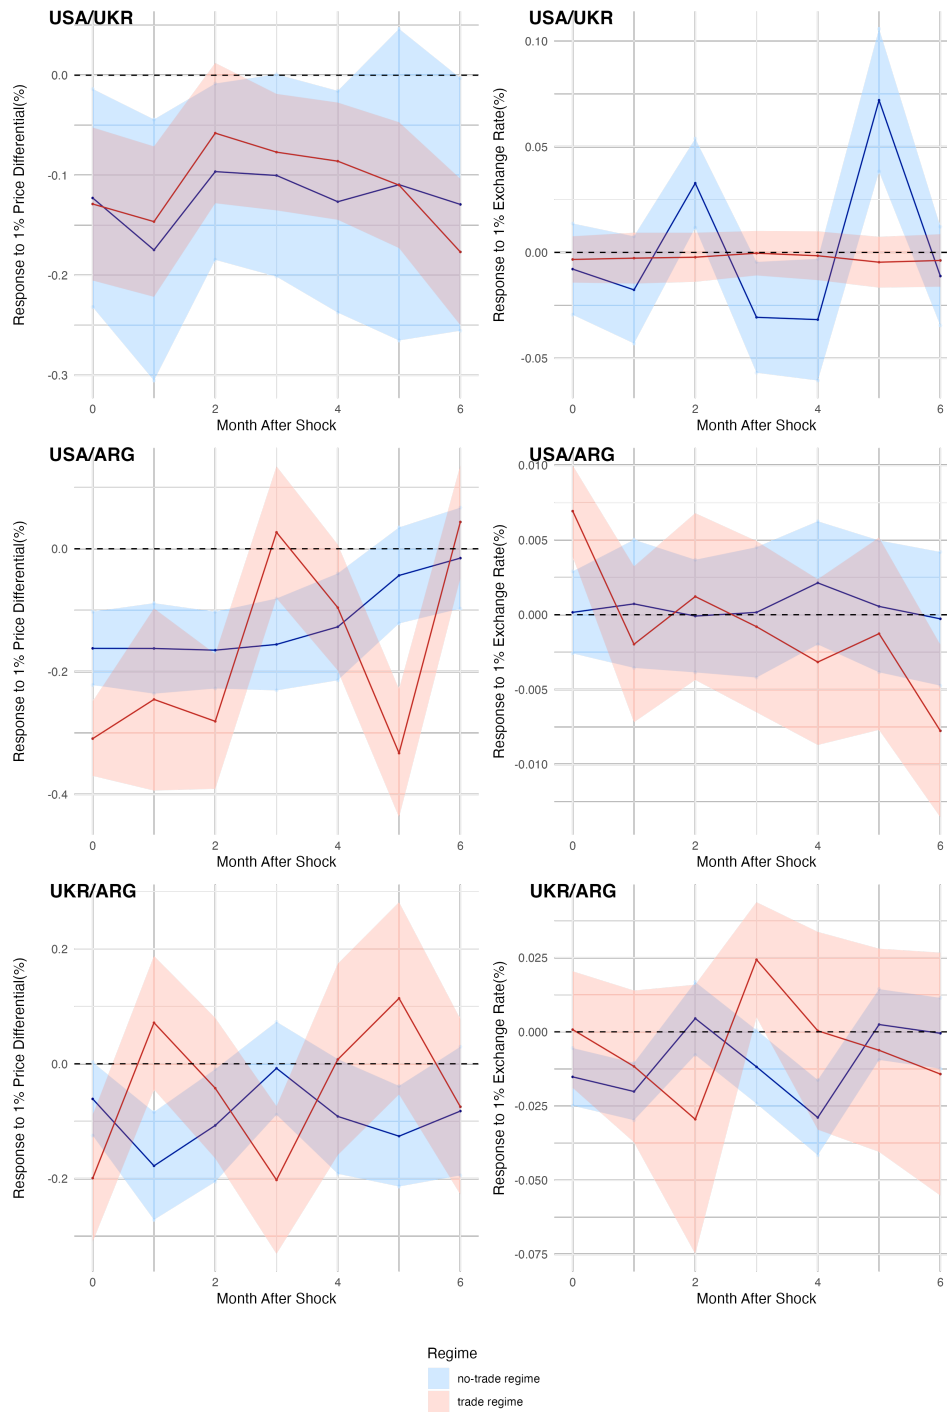 USA/UKR
Response to 1% Price Differential(%)
0.0
-0.1
-0.2
-0.3
0
2
4
6
Month After Shock
USA/UKR
Response to 1% Exchange Rate(%)
0.10
0.05
0.00
-0.05
0
2
4
6
Month After Shock
USA/ARG
Response to 1% Price Differential(%)
0.0
-0.2
-0.4
0
2
4
6
Month After Shock
USA/ARG
Response to 1% Exchange Rate(%)
0.010
0.005
0.000
-0.005
-0.010
0
2
4
6
Month After Shock
UKR/ARG
Response to 1% Price Differential(%)
0.2
0.0
-0.2
0
2
4
6
Month After Shock
UKR/ARG
Response to 1% Exchange Rate(%)
0.025
0.000
-0.025
-0.050
-0.075
0
2
4
6
Month After Shock
Regime
no-trade regime
trade regime